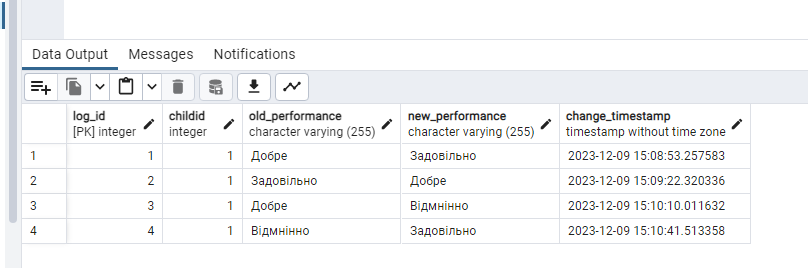 Data Output Messages Notifications
log_id childid old_performance new_performance change_timestamp
[PK] integer integer character varying (255) character varying (255) timestamp without time zone
1 1 1 Добре Задовільно 2023-12-09 15:08:53.257583
2 2 1 Задовільно Добре 2023-12-09 15:09:22.320336
3 3 1 Добре Відмнінно 2023-12-09 15:10:10.011632
4 4 1 Відмнінно Задовільно 2023-12-09 15:10:41.513358